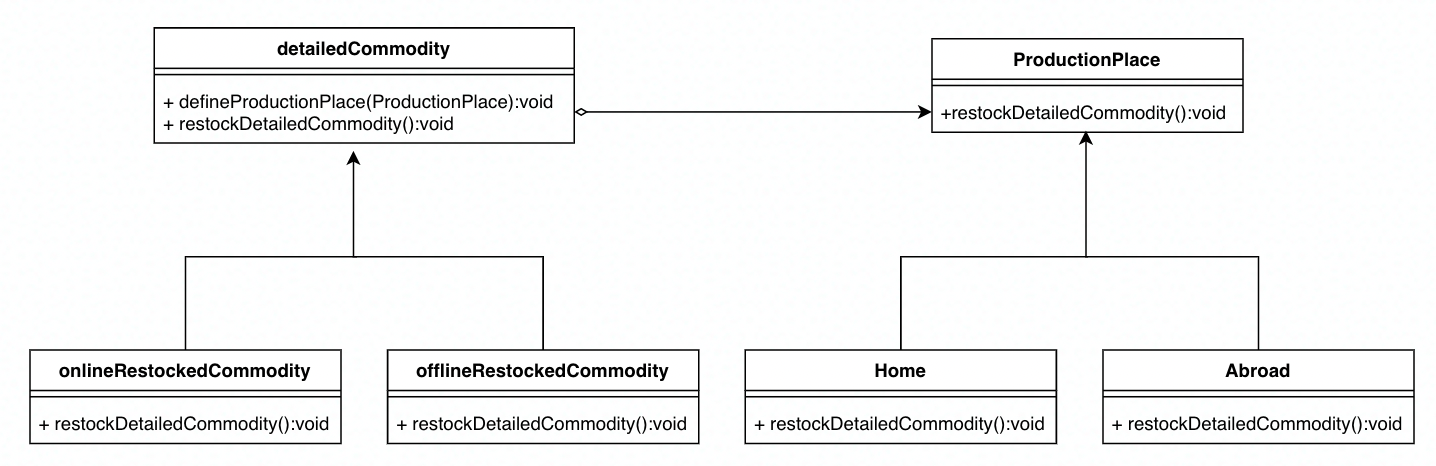 detailedCommodity
+ defineProductionPlace(ProductionPlace):void
+ restockDetailedCommodity():void
ProductionPlace
+restockDetailedCommodity():void
onlineRestockedCommodity
+ restockDetailedCommodity():void
offlineRestockedCommodity
+ restockDetailedCommodity():void
Home
+ restockDetailedCommodity():void
Abroad
+ restockDetailedCommodity():void